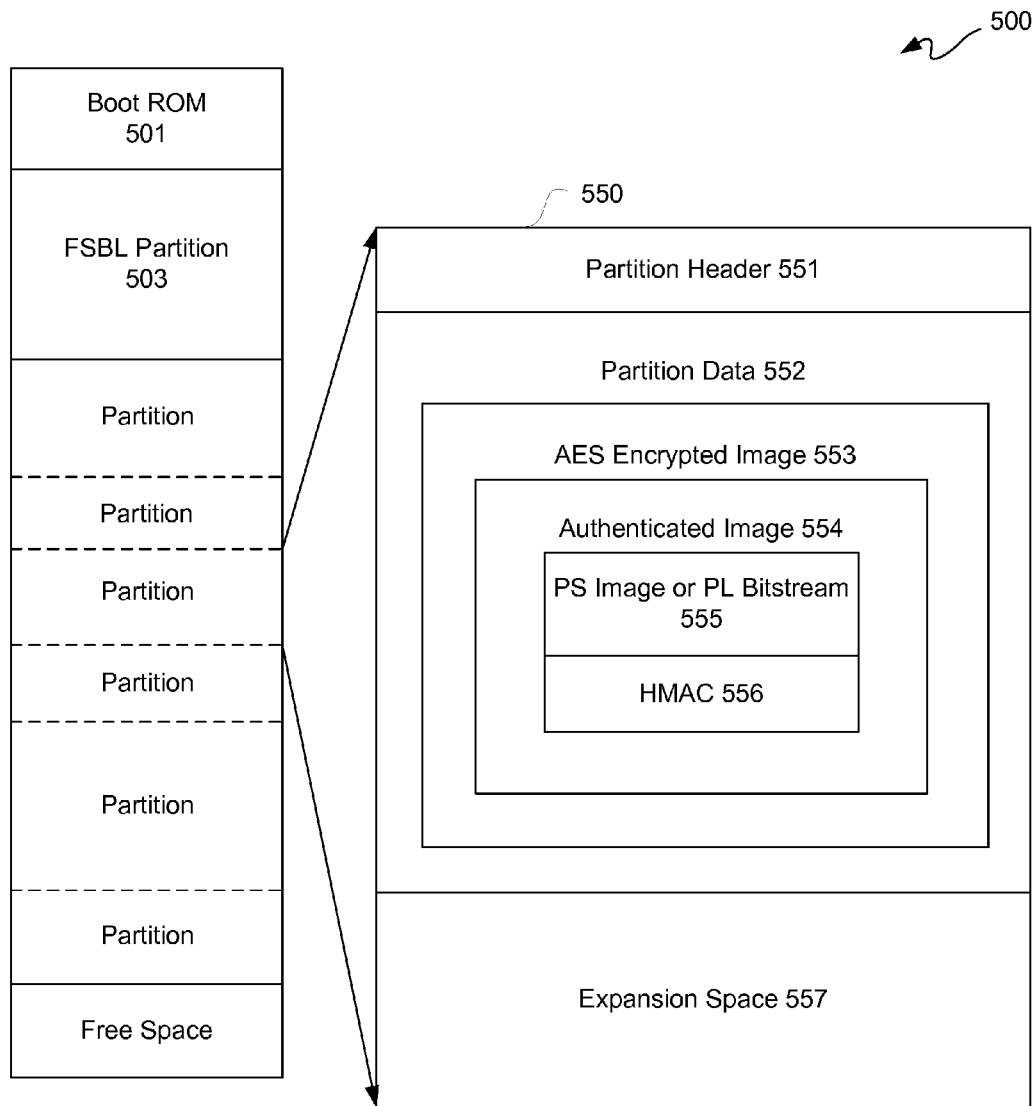 500
Boot ROM
501
FSBL Partition
503
Partition
Partition
Partition
Partition
Partition
Partition
Free Space
550
Partition Header 551
Partition Data 552
AES Encrypted Image 553
Authenticated Image 554
PS Image or PL Bitstream
555
HMAC 556
Expansion Space 557